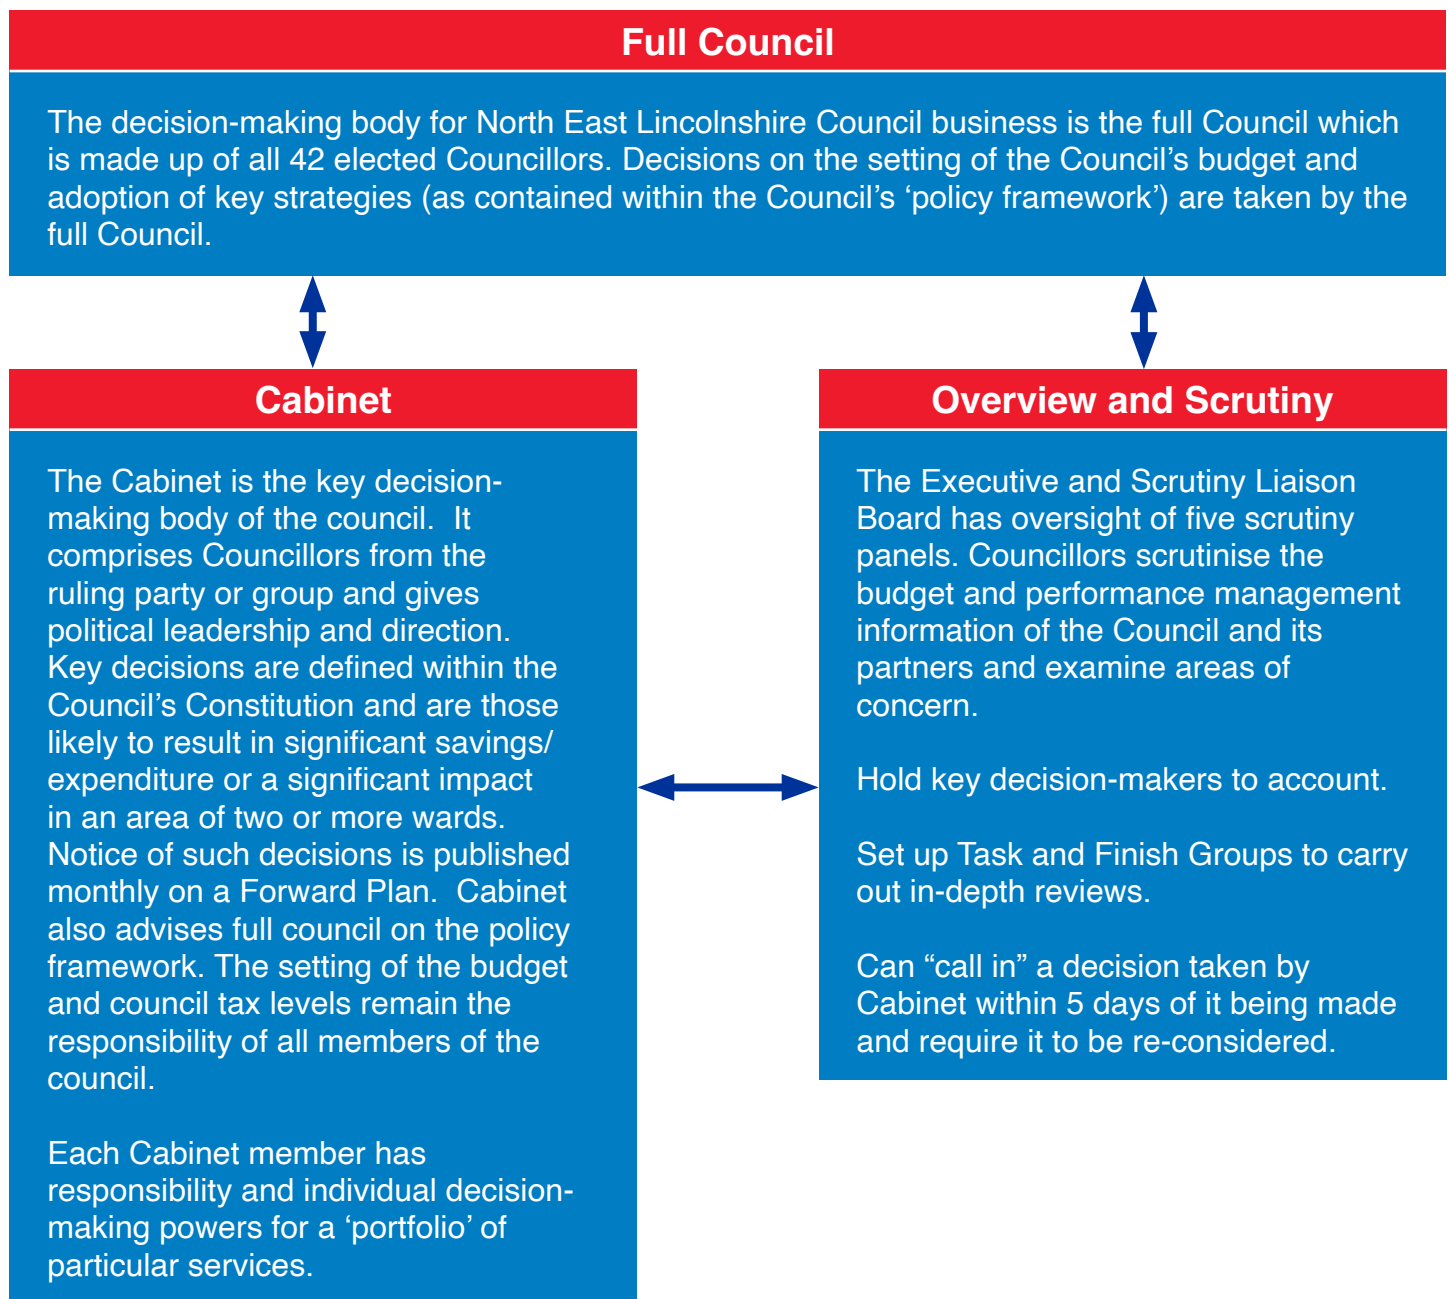 Full Council
The decision-making body for North East Lincolnshire Council business is the full Council which
is made up of all 42 elected Councillors. Decisions on the setting of the Council’s budget and
adoption of key strategies (as contained within the Council’s ‘policy framework’) are taken by the
full Council.
Cabinet
The Cabinet is the key decision-
making body of the council.  It
comprises Councillors from the
ruling party or group and gives
political leadership and direction.
Key decisions are defined within the
Council’s Constitution and are those
likely to result in significant savings/
expenditure or a significant impact
in an area of two or more wards.
Notice of such decisions is published
monthly on a Forward Plan.  Cabinet
also advises full council on the policy
framework. The setting of the budget
and council tax levels remain the
responsibility of all members of the
council.
Each Cabinet member has
responsibility and individual decision-
making powers for a ‘portfolio’ of
particular services.
Overview and Scrutiny
The Executive and Scrutiny Liaison
Board has oversight of five scrutiny
panels. Councillors scrutinise the
budget and performance management
information of the Council and its
partners and examine areas of
concern.
Hold key decision-makers to account.
Set up Task and Finish Groups to carry
out in-depth reviews.
Can “call in” a decision taken by
Cabinet within 5 days of it being made
and require it to be re-considered.